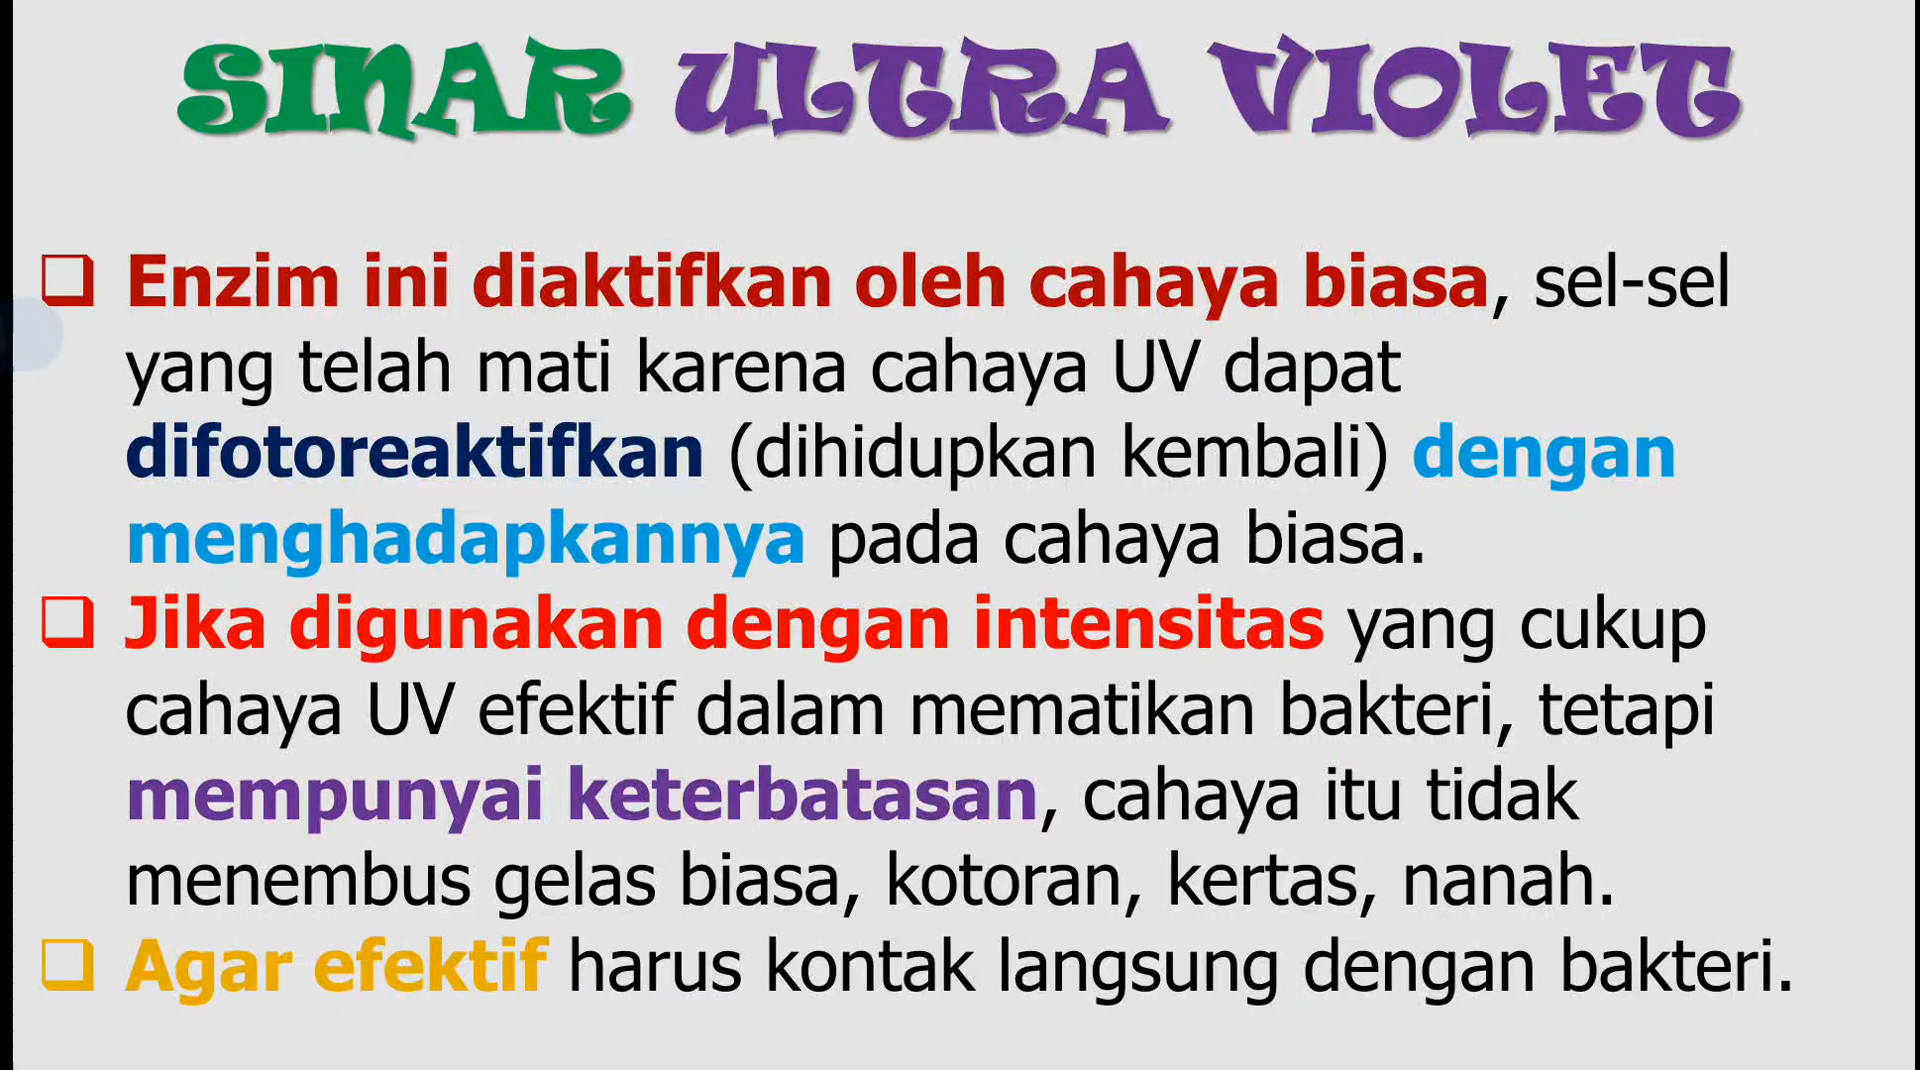 SINAR ULTRA VIOLET
Enzim ini diaktifkan oleh cahaya biasa, sel-sel
yang telah mati karena cahaya UV dapat
difotoreaktifkan (dihidupkan kembali) dengan
menghadapkannya pada cahaya biasa.
Jika digunakan dengan intensitas yang cukup
cahaya UV efektif dalam mematikan bakteri, tetapi
mempunyai keterbatasan, cahaya itu tidak
menembus gelas biasa, kotoran, kertas, nanah.
Agar efektif harus kontak langsung dengan bakteri.